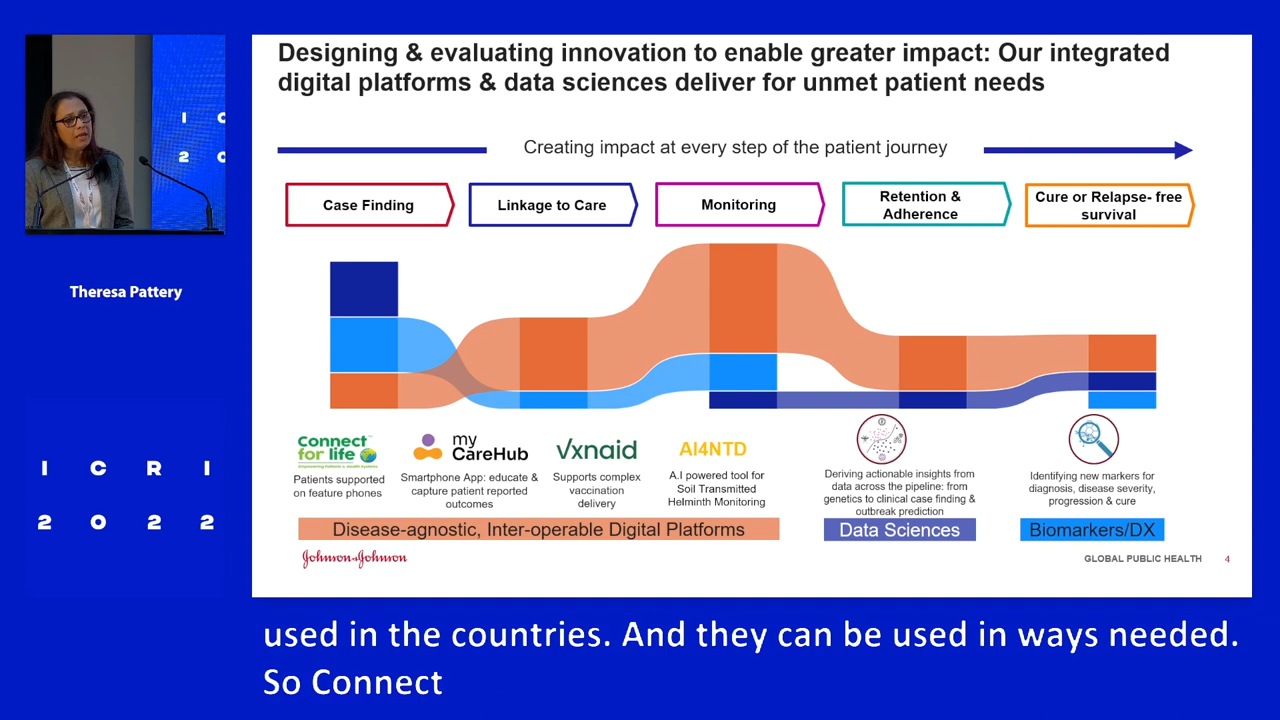 Designing & evaluating innovation to enable greater impact: Our integrated
digital platforms & data sciences deliver for unmet patient needs
Creating impact at every step of the patient journey
Case Finding
Linkage to Care
Monitoring
Retention &
Adherence
Cure or Relapse- free
survival
I C
2 0
Theresa Pattery
I C R I
2 0 2 2
Connect
for life™
Patients supported
on feature phones
my
CareHub
Smartphone App: educate &
capture patient reported
outcomes
Vxnaid
Supports complex
vaccination
delivery
AI4NTD
A.I powered tool for
Soil Transmitted
Helminth Monitoring
Deriving actionable insights from
data across the pipeline: from
genetics to clinical case finding &
outbreak prediction
Identifying new markers for
diagnosis, disease severity,
progression & cure
Disease-agnostic, Inter-operable Digital Platforms
Data Sciences
Biomarkers/DX
Johnson & Johnson
GLOBAL PUBLIC HEALTH
4
used in the countries. And they can be used in ways needed.
So Connect